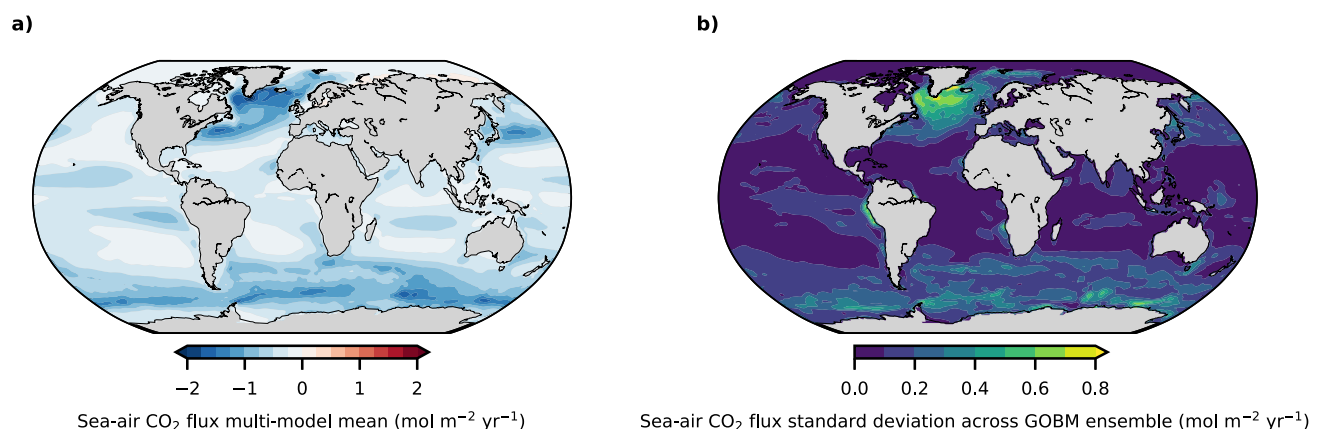 a)
b)
−2 −1 0 1 2
0.0 0.2 0.4 0.6 0.8
Sea-air CO₂ flux multi-model mean (mol m⁻² yr⁻¹)
Sea-air CO₂ flux standard deviation across GOBM ensemble (mol m⁻² yr⁻¹)